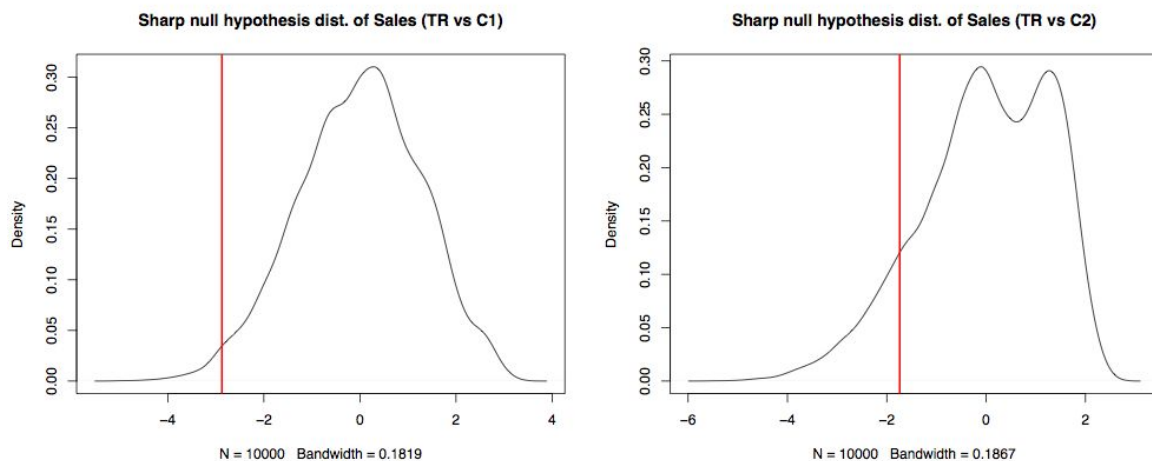 Sharp null hypothesis dist. of Sales (TR vs C1)
Density
0.00 0.05 0.10 0.15 0.20 0.25 0.30
−4 −2 0 2 4
N = 10000 Bandwidth = 0.1819
Sharp null hypothesis dist. of Sales (TR vs C2)
Density
0.00 0.05 0.10 0.15 0.20 0.25 0.30
−6 −4 −2 0 2
N = 10000 Bandwidth = 0.1867